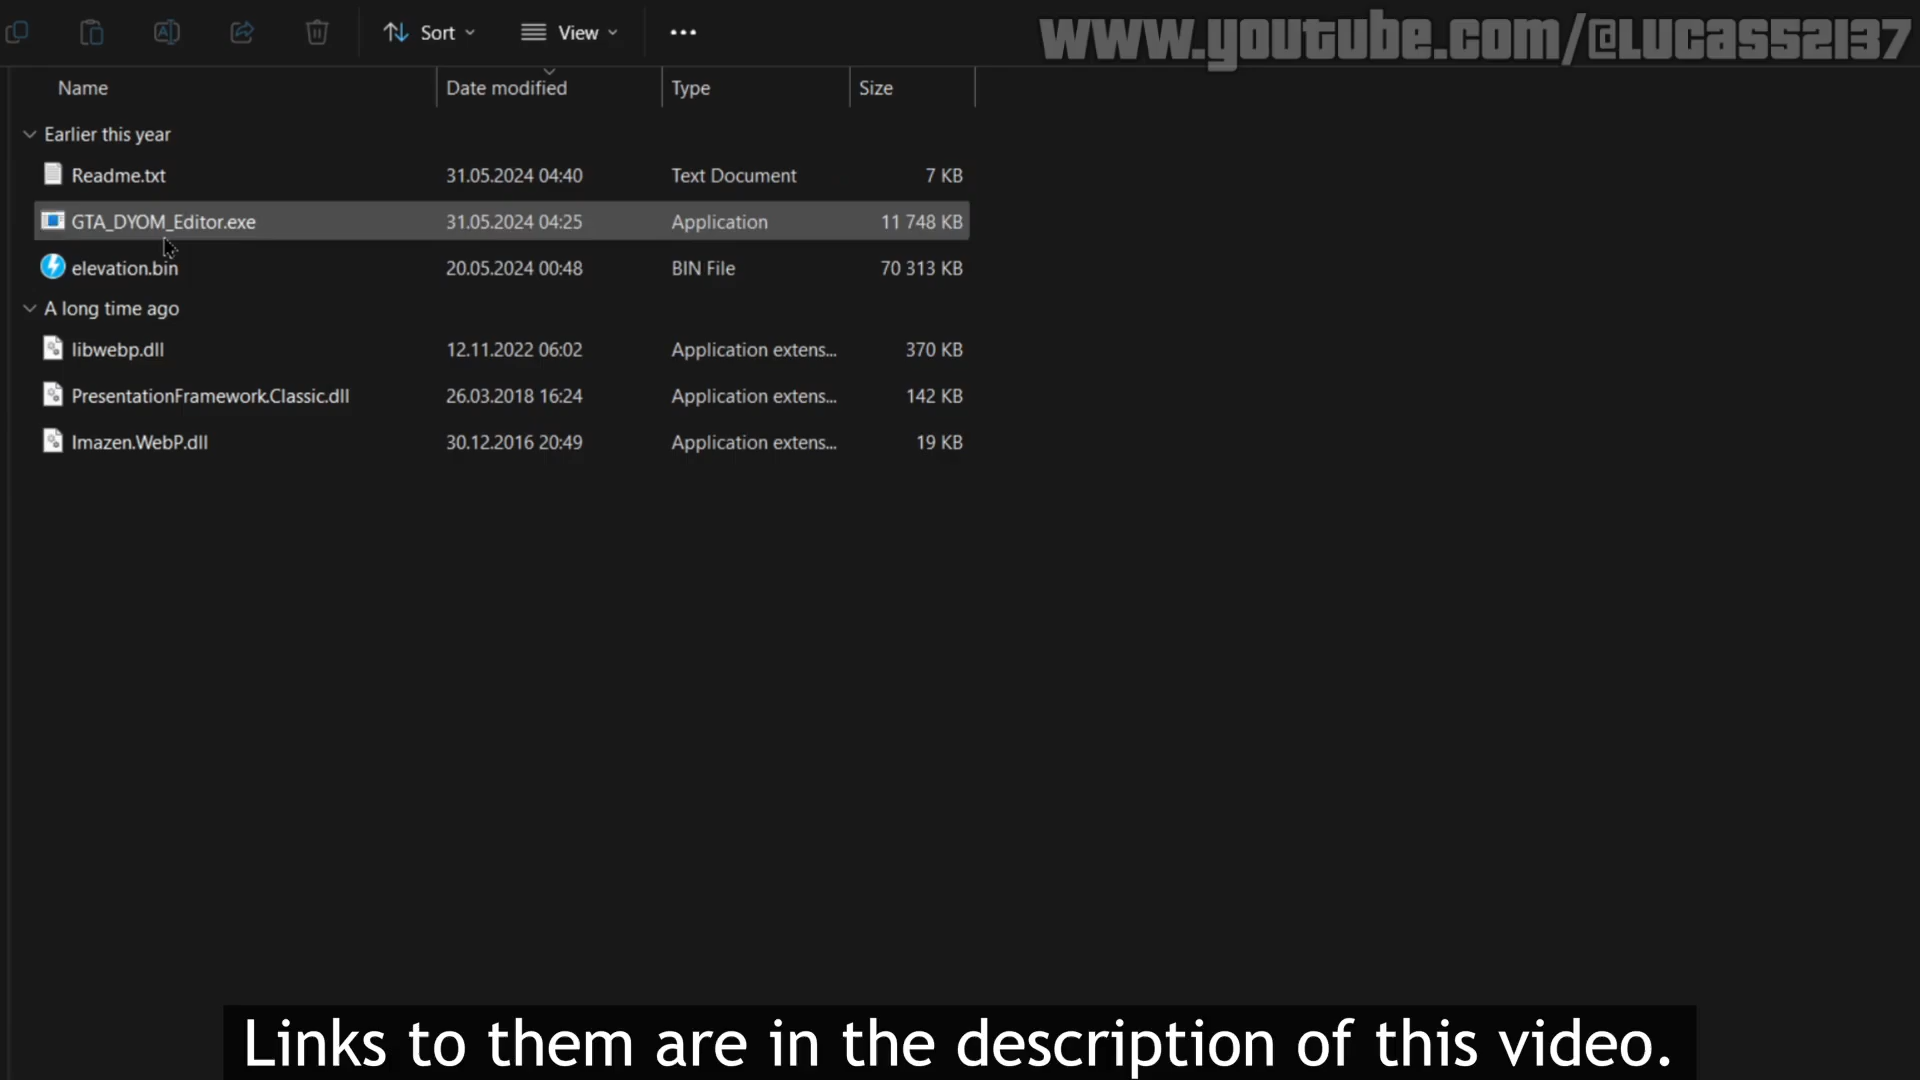 Sort View ...
www.youtube.com/@Lucass2137
Name Date modified Type Size
Earlier this year
Readme.txt 31.05.2024 04:40 Text Document 7 KB
GTA_DYOM_Editor.exe 31.05.2024 04:25 Application 11 748 KB
elevation.bin 20.05.2024 00:48 BIN File 70 313 KB
A long time ago
libwebp.dll 12.11.2022 06:02 Application extens... 370 KB
PresentationFramework.Classic.dll 26.03.2018 16:24 Application extens... 142 KB
Imazen.WebP.dll 30.12.2016 20:49 Application extens... 19 KB
Links to them are in the description of this video.